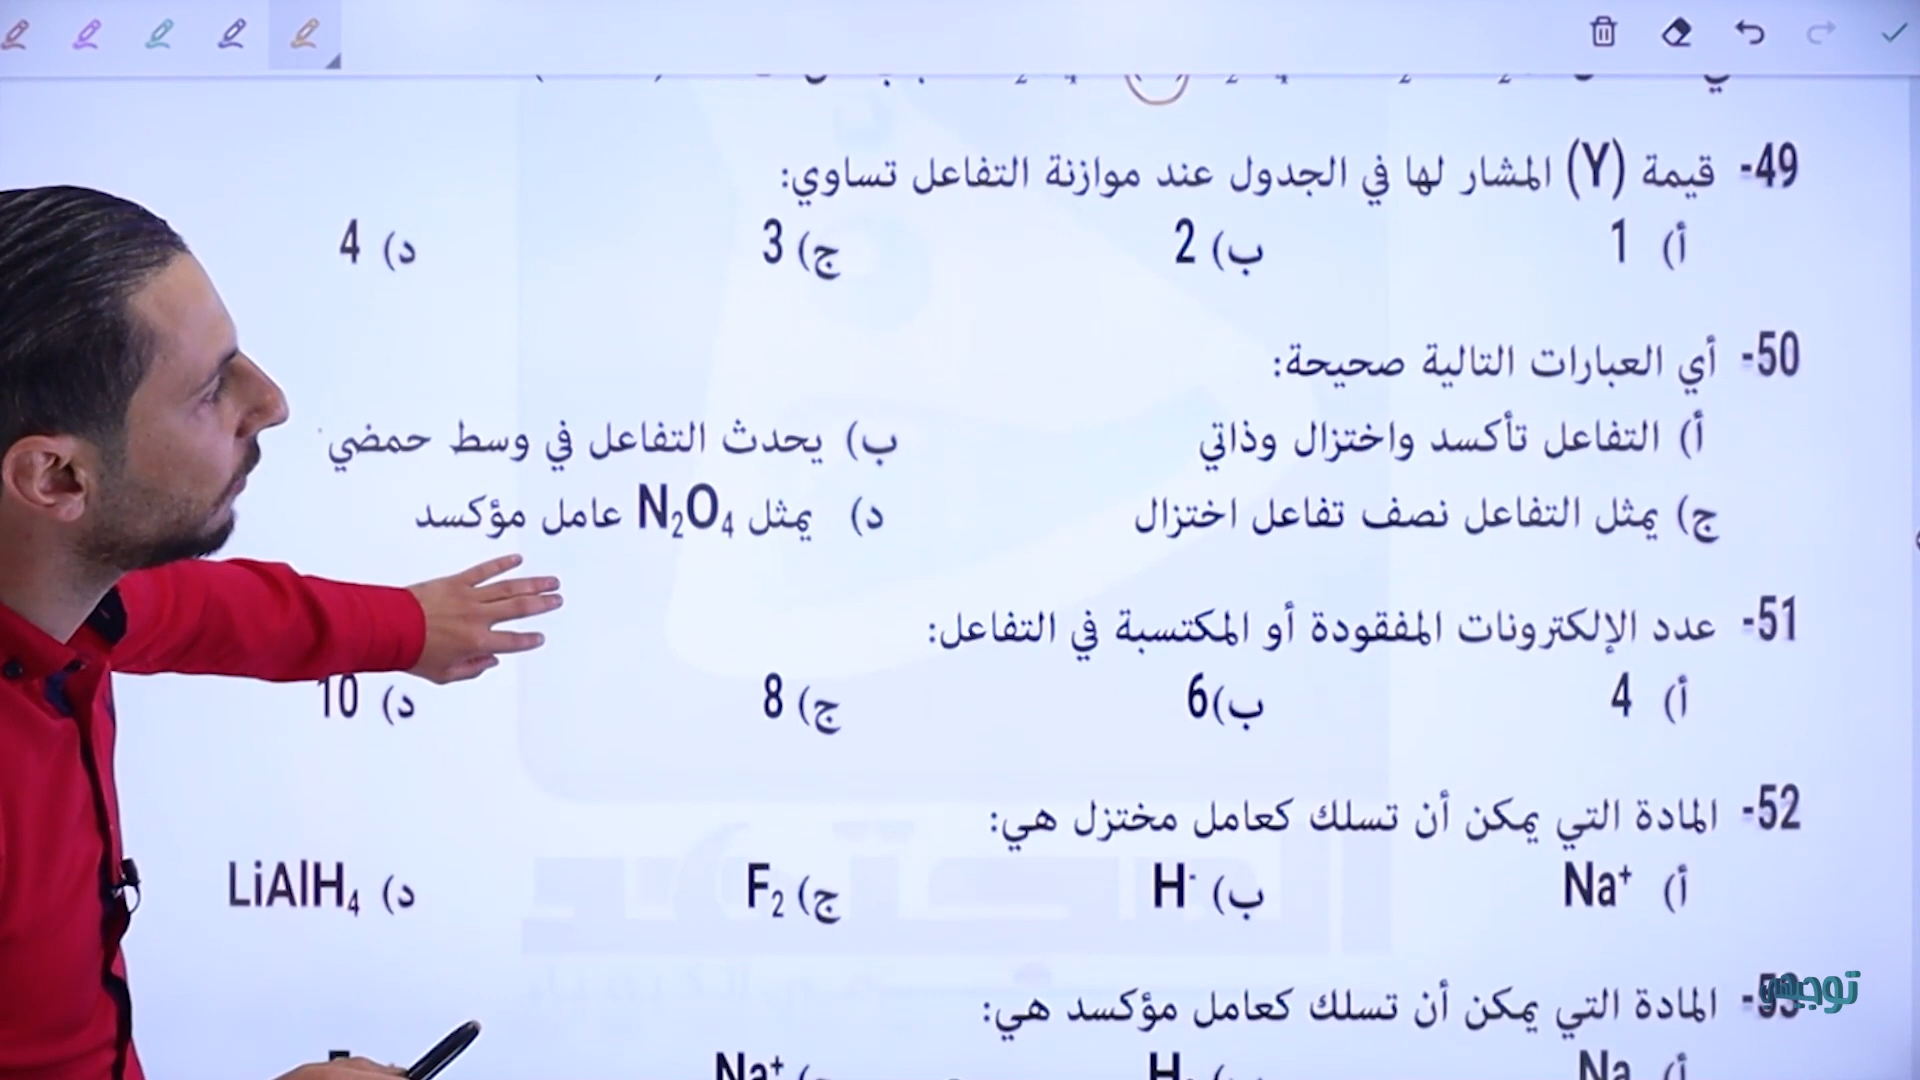 49- قيمة (Y) المشار لها في الجدول عند موازنة التفاعل تساوي:
أ) 1 ب) 2 ج) 3 د) 4
50- أي العبارات التالية صحيحة:
أ) التفاعل تأكسد واختزال وذاتي ب) يحدث التفاعل في وسط حمضي
ج) يمثل التفاعل نصف تفاعل اختزال د) يمثل N₂O₄ عامل مؤكسد
51- عدد الإلكترونات المفقودة أو المكتسبة في التفاعل:
أ) 4 ب) 6 ج) 8 د) 10
52- المادة التي يمكن أن تسلك كعامل مختزل هي:
أ) Na⁺ ب) H⁻ ج) F₂ د) LiAlH₄
53- المادة التي يمكن أن تسلك كعامل مؤكسد هي:
أ) Na ج) Na⁺